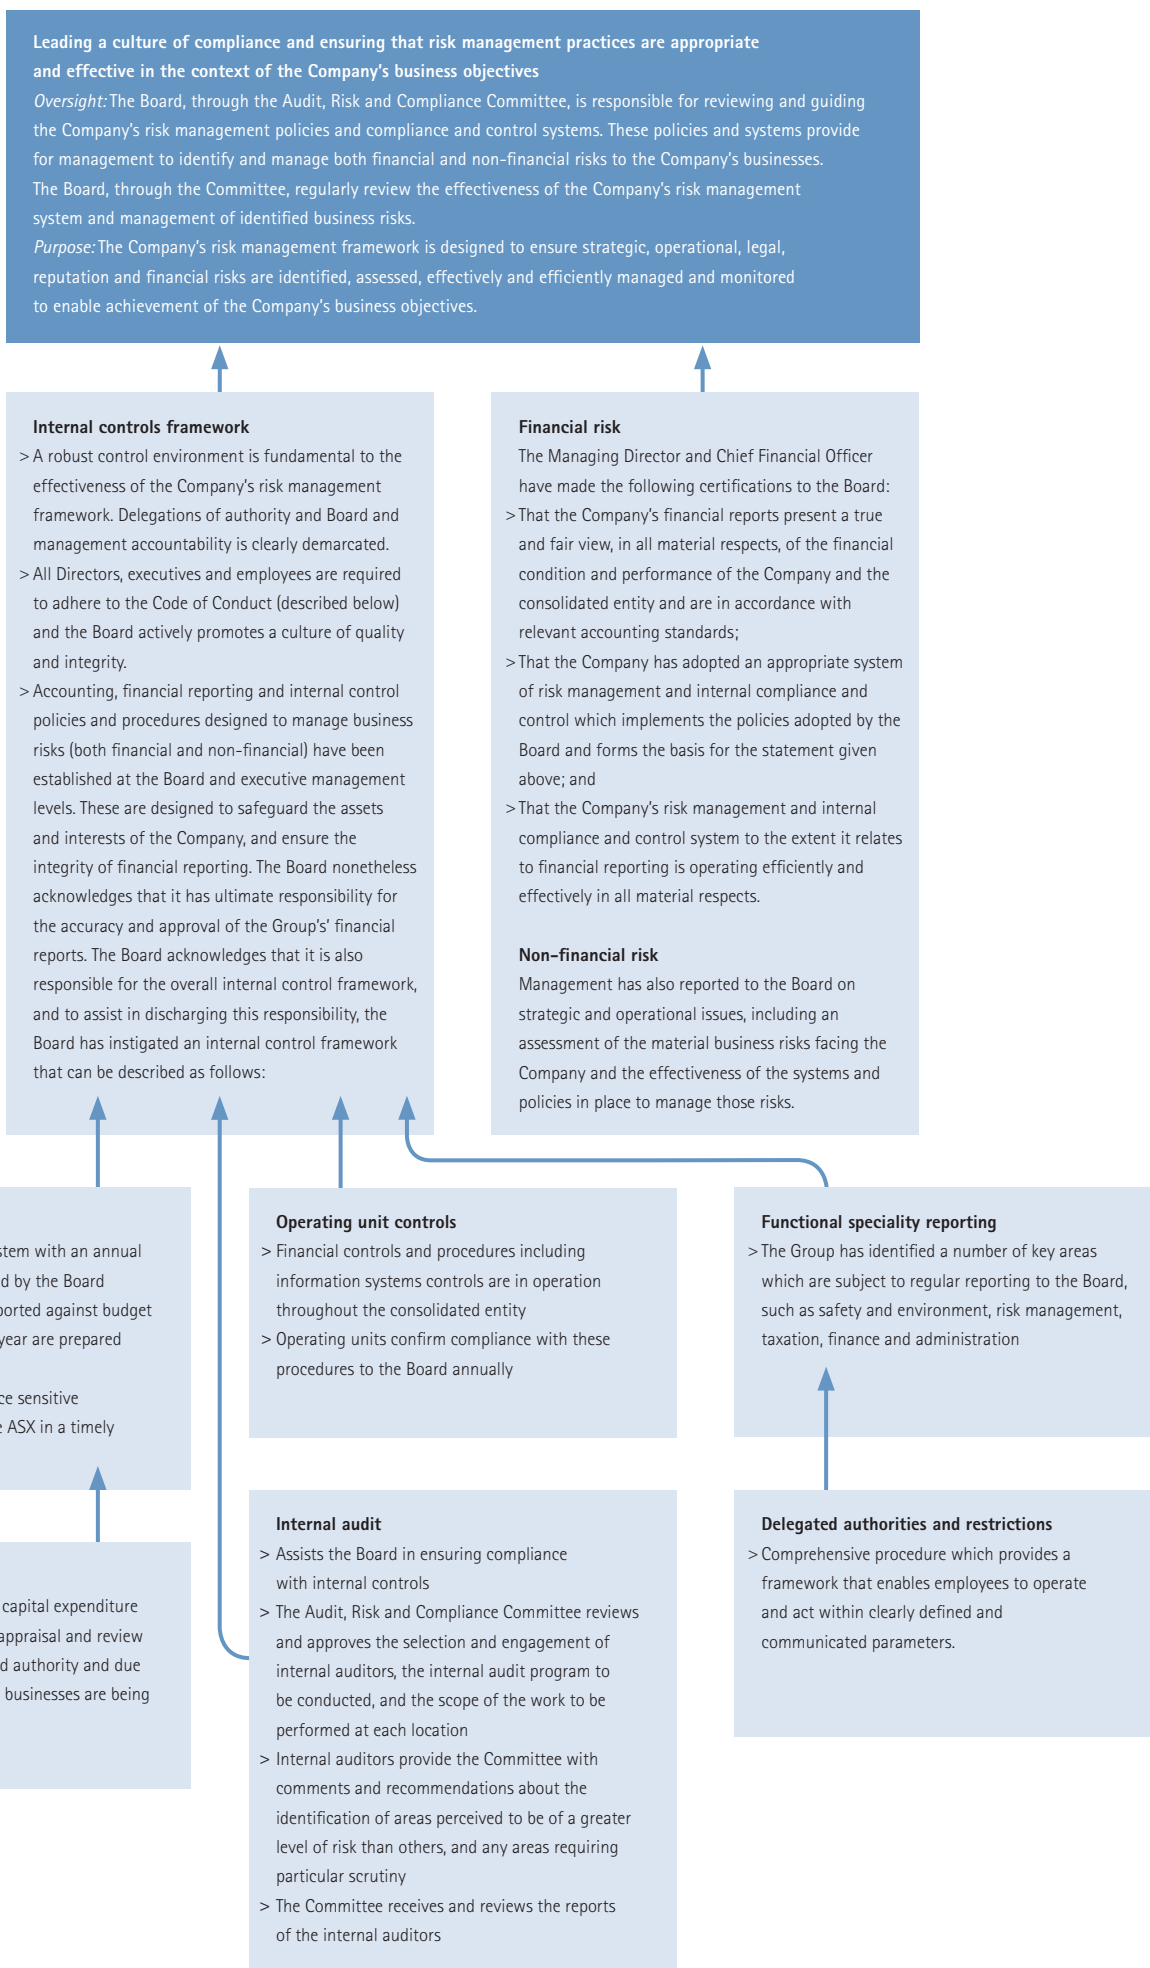 Leading a culture of compliance and ensuring that risk management practices are appropriate
and effective in the context of the Company's business objectives
Oversight: The Board, through the Audit, Risk and Compliance Committee, is responsible for reviewing and guiding
the Company's risk management policies and compliance and control systems. These policies and systems provide
for management to identify and manage both financial and non-financial risks to the Company's businesses.
The Board, through the Committee, regularly review the effectiveness of the Company's risk management
system and management of identified business risks.
Purpose: The Company's risk management framework is designed to ensure strategic, operational, legal,
reputation and financial risks are identified, assessed, effectively and efficiently managed and monitored
to enable achievement of the Company's business objectives.
Internal controls framework
> A robust control environment is fundamental to the
effectiveness of the Company's risk management
framework. Delegations of authority and Board and
management accountability is clearly demarcated.
> All Directors, executives and employees are required
to adhere to the Code of Conduct (described below)
and the Board actively promotes a culture of quality
and integrity.
> Accounting, financial reporting and internal control
policies and procedures designed to manage business
risks (both financial and non-financial) have been
established at the Board and executive management
levels. These are designed to safeguard the assets
and interests of the Company, and ensure the
integrity of financial reporting. The Board nonetheless
acknowledges that it has ultimate responsibility for
the accuracy and approval of the Group's' financial
reports. The Board acknowledges that it is also
responsible for the overall internal control framework,
and to assist in discharging this responsibility, the
Board has instigated an internal control framework
that can be described as follows:
Financial risk
The Managing Director and Chief Financial Officer
have made the following certifications to the Board:
> That the Company's financial reports present a true
and fair view, in all material respects, of the financial
condition and performance of the Company and the
consolidated entity and are in accordance with
relevant accounting standards;
> That the Company has adopted an appropriate system
of risk management and internal compliance and
control which implements the policies adopted by the
Board and forms the basis for the statement given
above; and
> That the Company's risk management and internal
compliance and control system to the extent it relates
to financial reporting is operating efficiently and
effectively in all material respects.
Non-financial risk
Management has also reported to the Board on
strategic and operational issues, including an
assessment of the material business risks facing the
Company and the effectiveness of the systems and
policies in place to manage those risks.
stem with an annual
d by the Board
ported against budget
year are prepared
ce sensitive
e ASX in a timely
Operating unit controls
> Financial controls and procedures including
information systems controls are in operation
throughout the consolidated entity
> Operating units confirm compliance with these
procedures to the Board annually
Functional speciality reporting
> The Group has identified a number of key areas
which are subject to regular reporting to the Board,
such as safety and environment, risk management,
taxation, finance and administration
capital expenditure
appraisal and review
d authority and due
businesses are being
Internal audit
> Assists the Board in ensuring compliance
with internal controls
> The Audit, Risk and Compliance Committee reviews
and approves the selection and engagement of
internal auditors, the internal audit program to
be conducted, and the scope of the work to be
performed at each location
> Internal auditors provide the Committee with
comments and recommendations about the
identification of areas perceived to be of a greater
level of risk than others, and any areas requiring
particular scrutiny
> The Committee receives and reviews the reports
of the internal auditors
Delegated authorities and restrictions
> Comprehensive procedure which provides a
framework that enables employees to operate
and act within clearly defined and
communicated parameters.